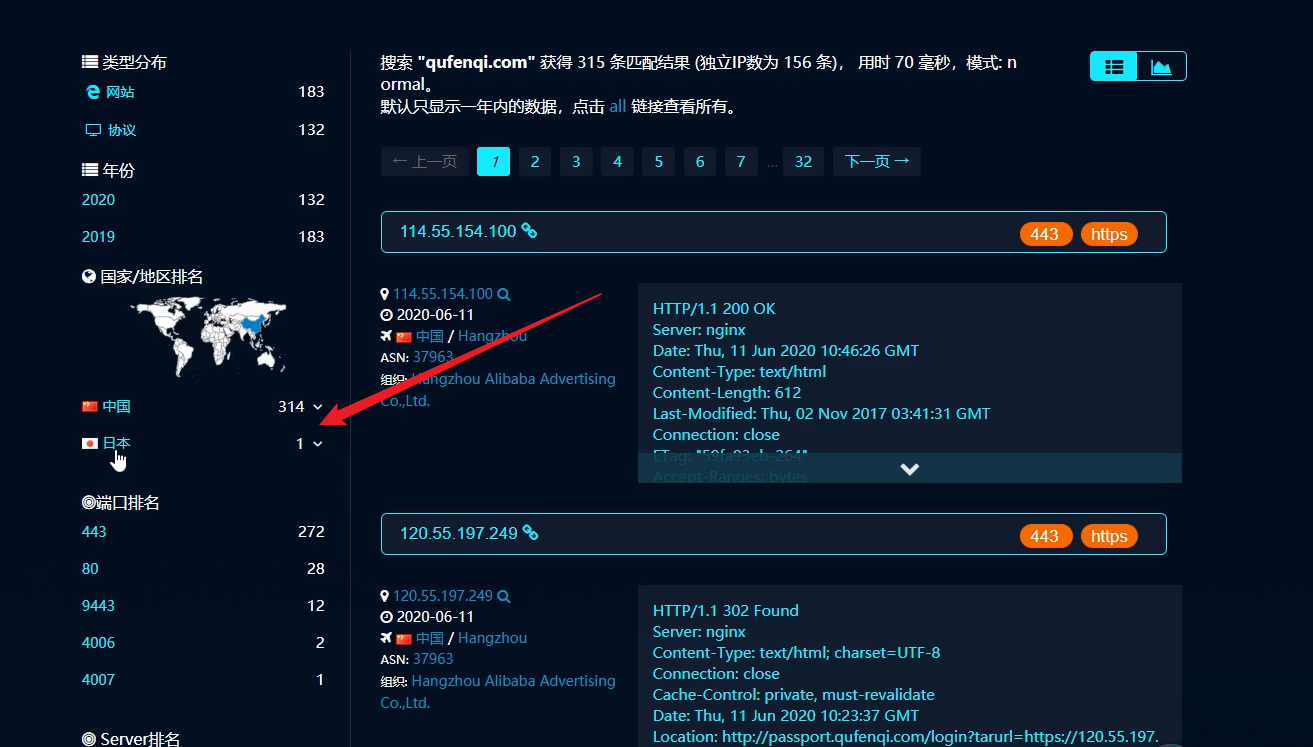 类型分布
网站 183
协议 132
年份
2020 132
2019 183
国家/地区排名
中国 314
日本 1
端口排名
443 272
80 28
9443 12
4006 2
4007 1
Server排名
搜索 "qufenqi.com" 获得 315 条匹配结果 (独立IP数为 156 条)， 用时 70 毫秒，模式: n
ormal。
默认只显示一年内的数据，点击 all 链接查看所有。
← 上一页 1 2 3 4 5 6 7 ... 32 下一页 →
114.55.154.100 443 https
114.55.154.100
2020-06-11
中国 / Hangzhou
ASN: 37963
组织: Hangzhou Alibaba Advertising
Co.,Ltd.
HTTP/1.1 200 OK
Server: nginx
Date: Thu, 11 Jun 2020 10:46:26 GMT
Content-Type: text/html
Content-Length: 612
Last-Modified: Thu, 02 Nov 2017 03:41:31 GMT
Connection: close
ETag: "59fa93eb-264"
Accept-Ranges: bytes
120.55.197.249 443 https
120.55.197.249
2020-06-11
中国 / Hangzhou
ASN: 37963
组织: Hangzhou Alibaba Advertising
Co.,Ltd.
HTTP/1.1 302 Found
Server: nginx
Content-Type: text/html; charset=UTF-8
Connection: close
Cache-Control: private, must-revalidate
Date: Thu, 11 Jun 2020 10:23:37 GMT
Location: http://passport.qufenqi.com/login?tarurl=https://120.55.197.